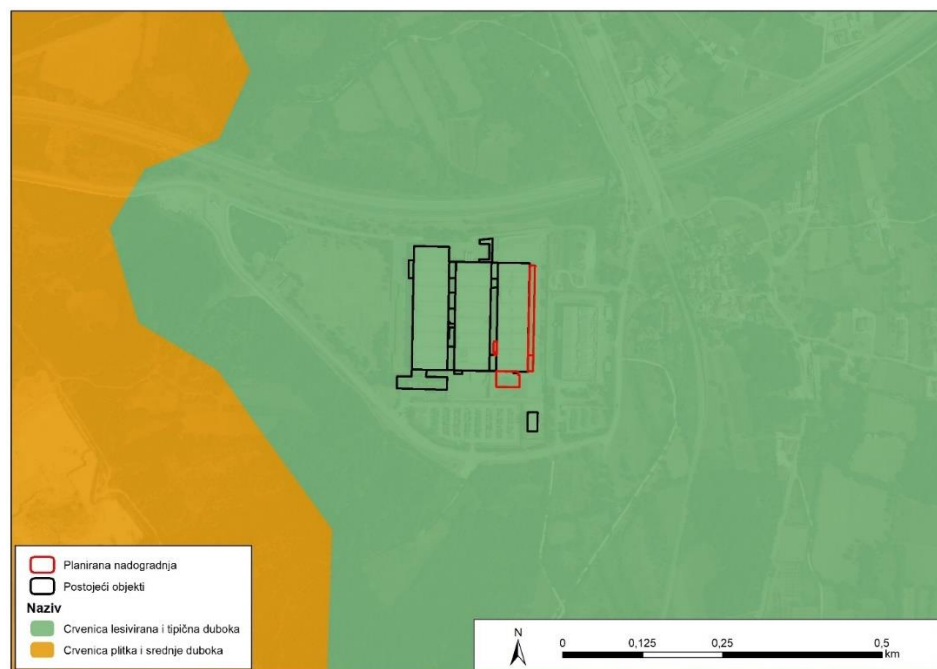 Planirana nadogradnja
Postojeći objekti
Naziv
Crvenica lesivirana i tipična duboka
Crvenica plitka i srednje duboka
N
0 0,125 0,25 0,5
km